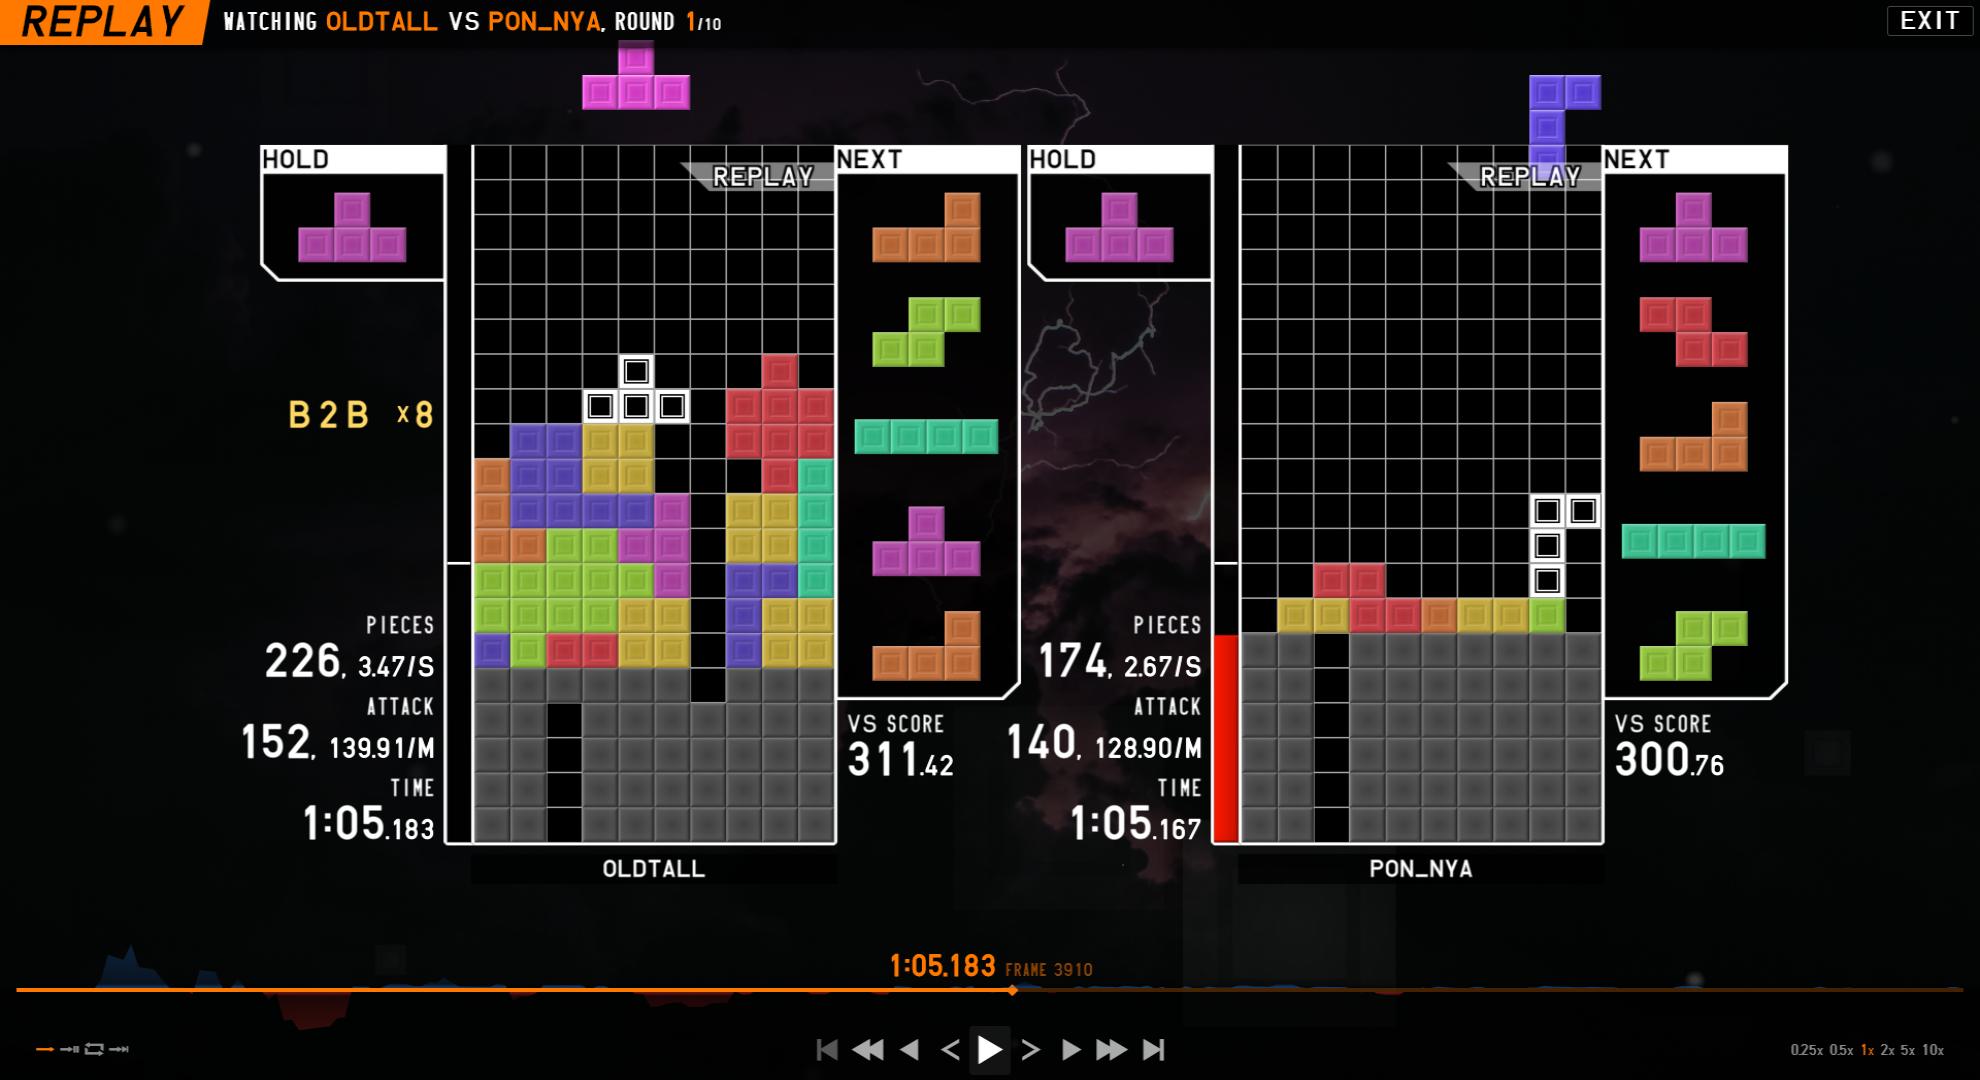 REPLAY WATCHING OLDTALL VS PON_NYA, ROUND 1/10 EXIT
HOLD
REPLAY
NEXT
B2B x8
PIECES
226, 3.47/S
ATTACK
152, 139.91/M
TIME
1:05.183
VS SCORE
311.42
OLDTALL
HOLD
REPLAY
NEXT
PIECES
174, 2.67/S
ATTACK
140, 128.90/M
TIME
1:05.167
VS SCORE
300.76
PON_NYA
1:05.183 FRAME 3910
0.25x 0.5x 1x 2x 5x 10x